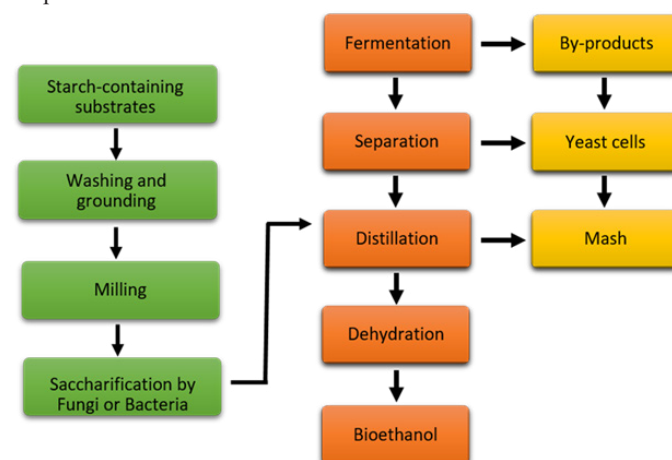 Starch-containing
substrates
Washing and
grounding
Milling
Saccharification by
Fungi or Bacteria
Fermentation
Separation
Distillation
Dehydration
Bioethanol
By-products
Yeast cells
Mash